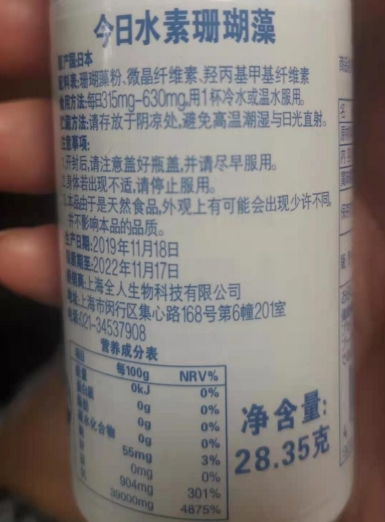 今日水素珊瑚藻
原产国:日本
配料表:珊瑚藻粉、微晶纤维素、羟丙基甲基纤维素
食用方法:每日315mg-630mg,用1杯冷水或温水服用。
贮藏方法:请存放于阴凉处,避免高温潮湿与日光直射。
注意事项:
1.开封后,请注意盖好瓶盖,并请尽早服用。
2.身体若出现不适,请停止服用。
3.本品由于是天然食品,外观上有可能会出现少许不同,
并不影响本品的品质。
生产日期:2019年11月18日
至:2022年11月17日
商:上海全人生物科技有限公司
地址:上海市闵行区集心路168号第6幢201室
电话:021-34537908
营养成分表
项目 每100g NRV%
能量 0kJ 0%
蛋白质 0g 0%
脂肪 0g 0%
碳水化合物 0g 0%
钠 55mg 3%
0mg 0%
904mg 301%
39000mg 4875%
净含量:
28.35克